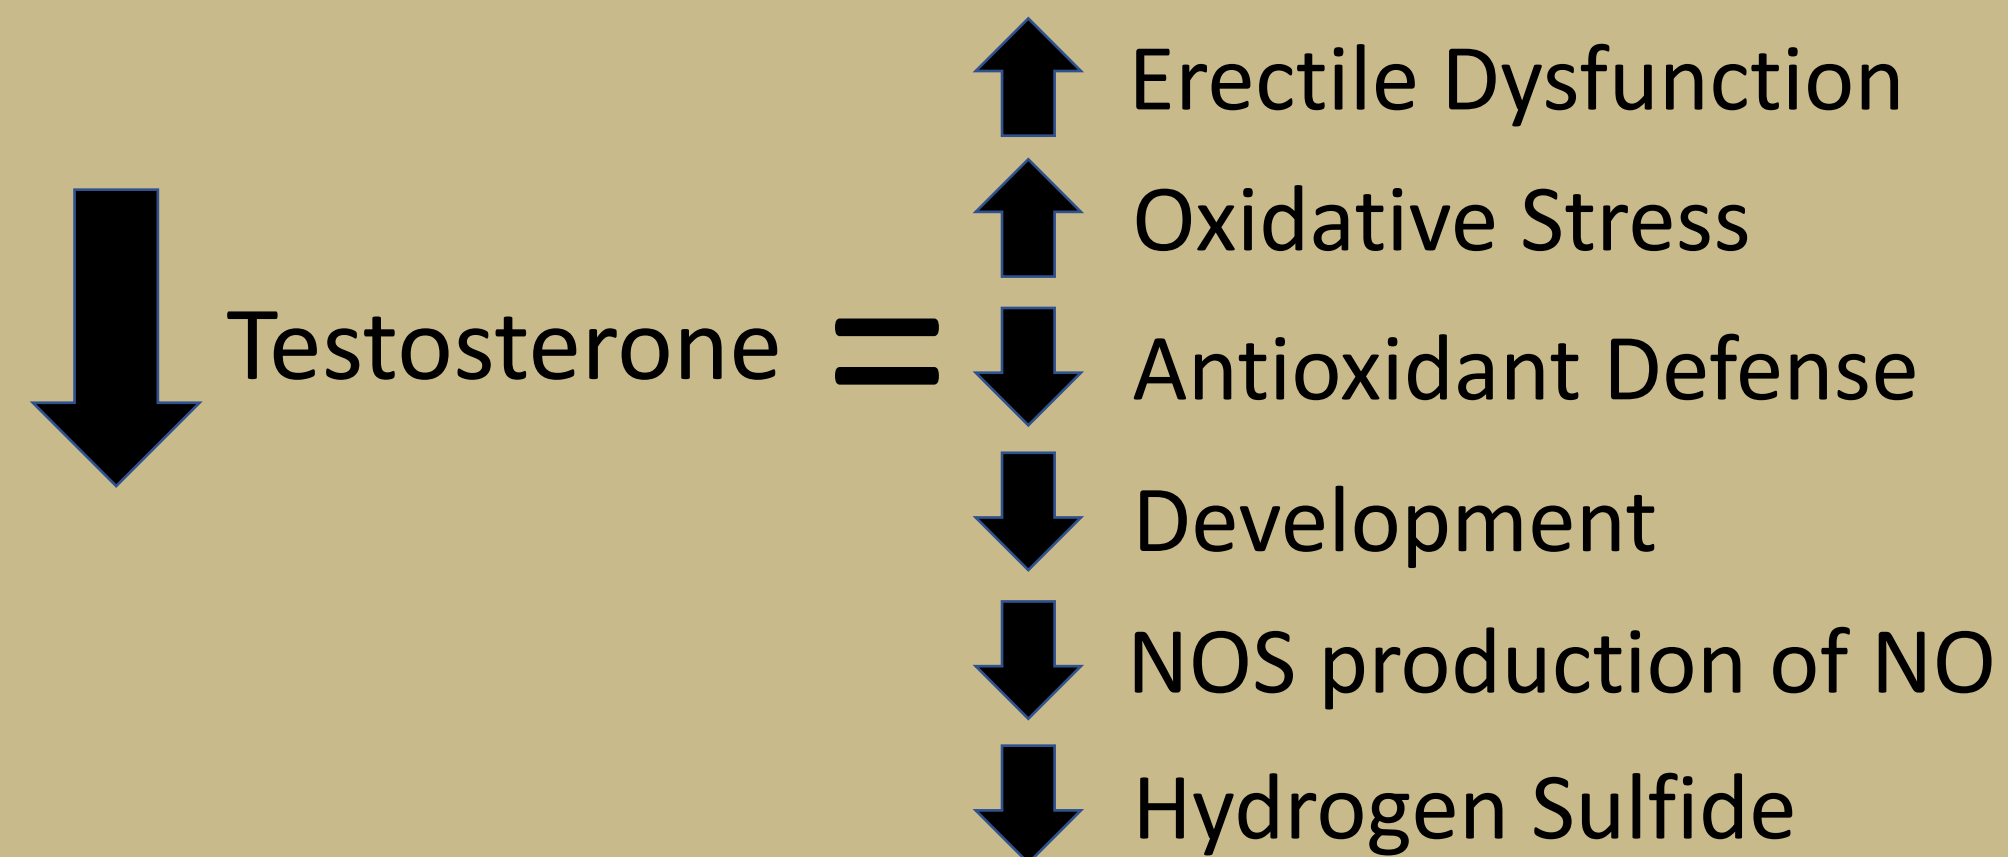 Erectile Dysfunction
Oxidative Stress
Testosterone =
Antioxidant Defense
Development
NOS production of NO
Hydrogen Sulfide